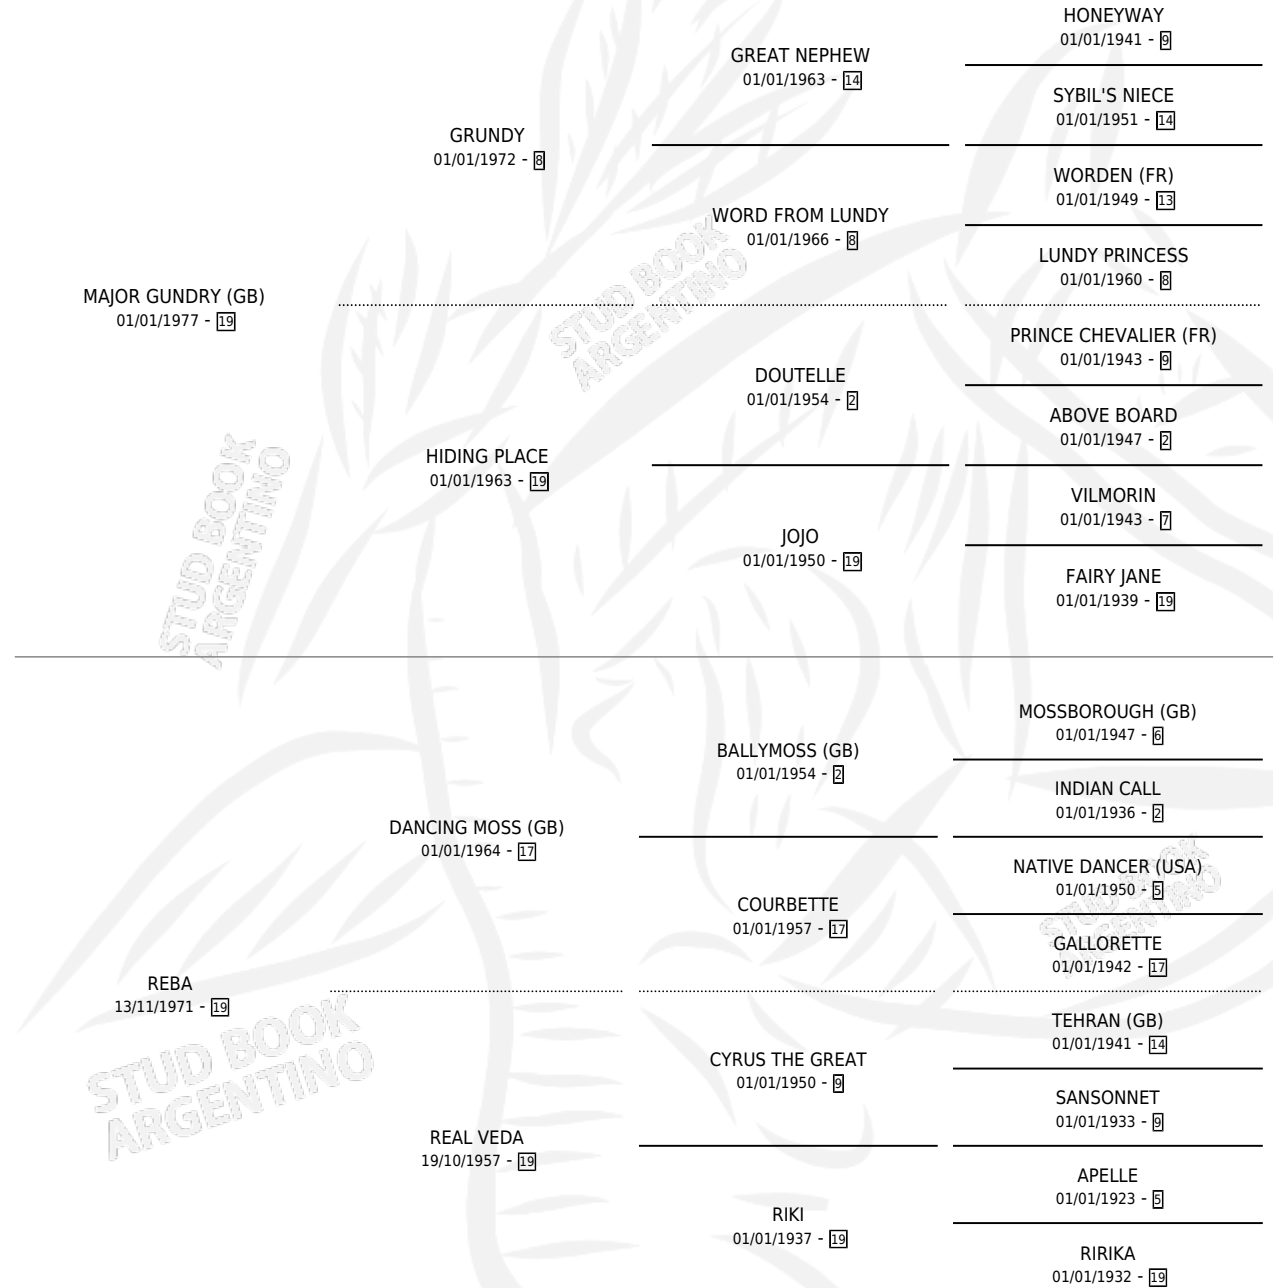 HONEYWAY
01/01/1941 - 9
GREAT NEPHEW
01/01/1963 - 14
SYBIL'S NIECE
01/01/1951 - 14
GRUNDY
01/01/1972 - 8
WORDEN (FR)
01/01/1949 - 13
WORD FROM LUNDY
01/01/1966 - 8
LUNDY PRINCESS
01/01/1960 - 8
MAJOR GUNDRY (GB)
01/01/1977 - 19
STUD BOOK
ARGENTINO
PRINCE CHEVALIER (FR)
01/01/1943 - 9
DOUTELLE
01/01/1954 - 2
ABOVE BOARD
01/01/1947 - 2
HIDING PLACE
01/01/1963 - 19
VILMORIN
01/01/1943 - 7
JOJO
01/01/1950 - 19
FAIRY JANE
01/01/1939 - 19
STUD BOOK
ARGENTINO
MOSSBOROUGH (GB)
01/01/1947 - 6
BALLYMOSS (GB)
01/01/1954 - 2
INDIAN CALL
01/01/1936 - 2
DANCING MOSS (GB)
01/01/1964 - 17
NATIVE DANCER (USA)
01/01/1950 - 5
STUD BOOK
ARGENTINO
COURBETTE
01/01/1957 - 17
GALLORETTE
01/01/1942 - 17
REBA
13/11/1971 - 19
STUD BOOK
ARGENTINO
TEHRAN (GB)
01/01/1941 - 14
CYRUS THE GREAT
01/01/1950 - 9
SANSONNET
01/01/1933 - 9
REAL VEDA
19/10/1957 - 19
APELLE
01/01/1923 - 5
RIKI
01/01/1937 - 19
RIRIKA
01/01/1932 - 19